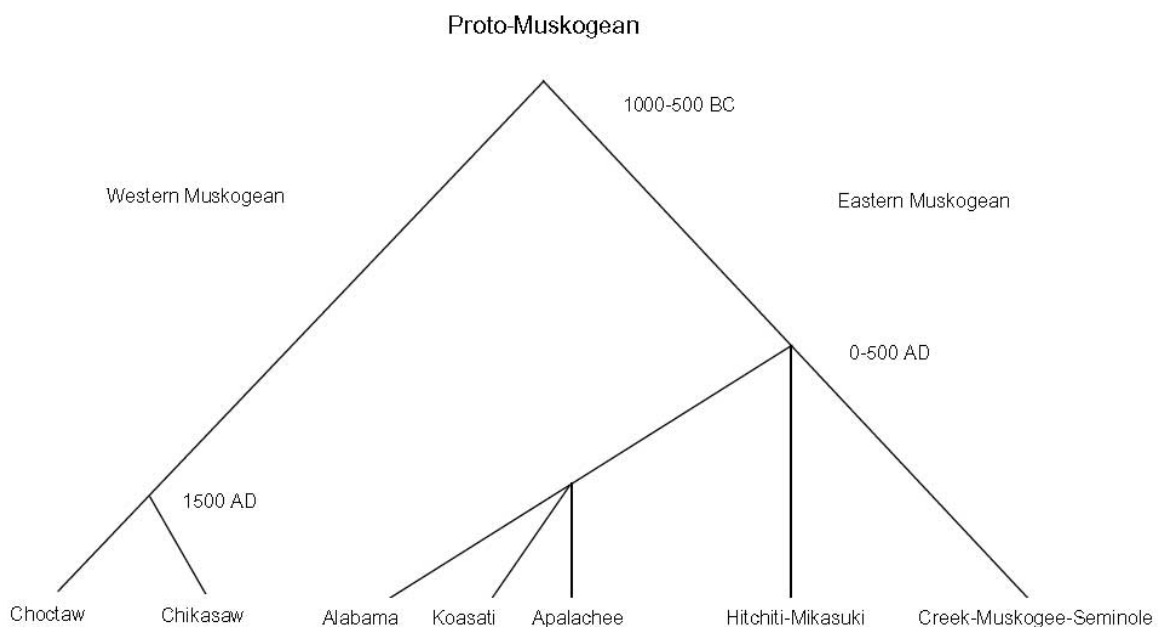 Proto-Muskogean
1000-500 BC
Western Muskogean
Eastern Muskogean
0-500 AD
1500 AD
Choctaw
Chikasaw
Alabama
Koasati
Apalachee
Hitchiti-Mikasuki
Creek-Muskogee-Seminole